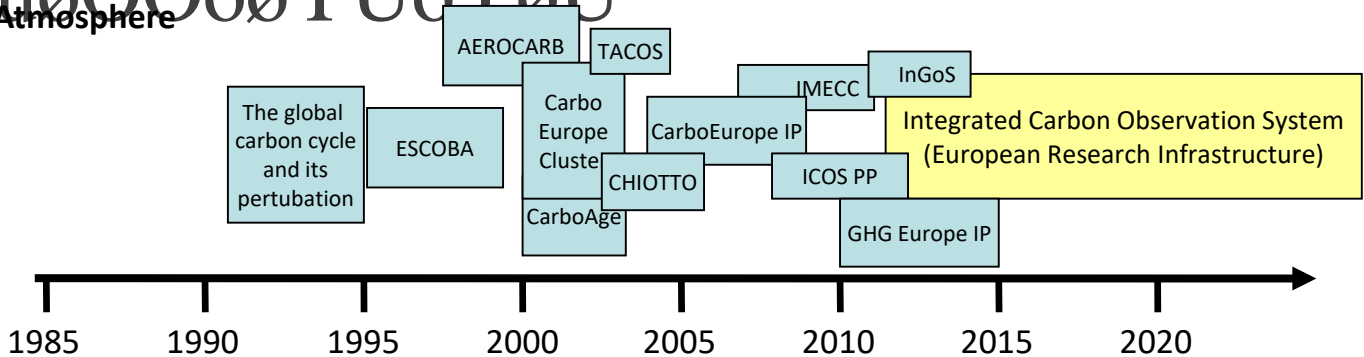 Atmosphere
AEROCARB
TACOS
IMECC
InGoS
The global
carbon cycle
and its
pertubation
ESCOBA
Carbo
Europe
Cluste
CarboEurope IP
Integrated Carbon Observation System
(European Research Infrastructure)
CHIOTTO
ICOS PP
CarboAge
GHG Europe IP
1985 1990 1995 2000 2005 2010 2015 2020